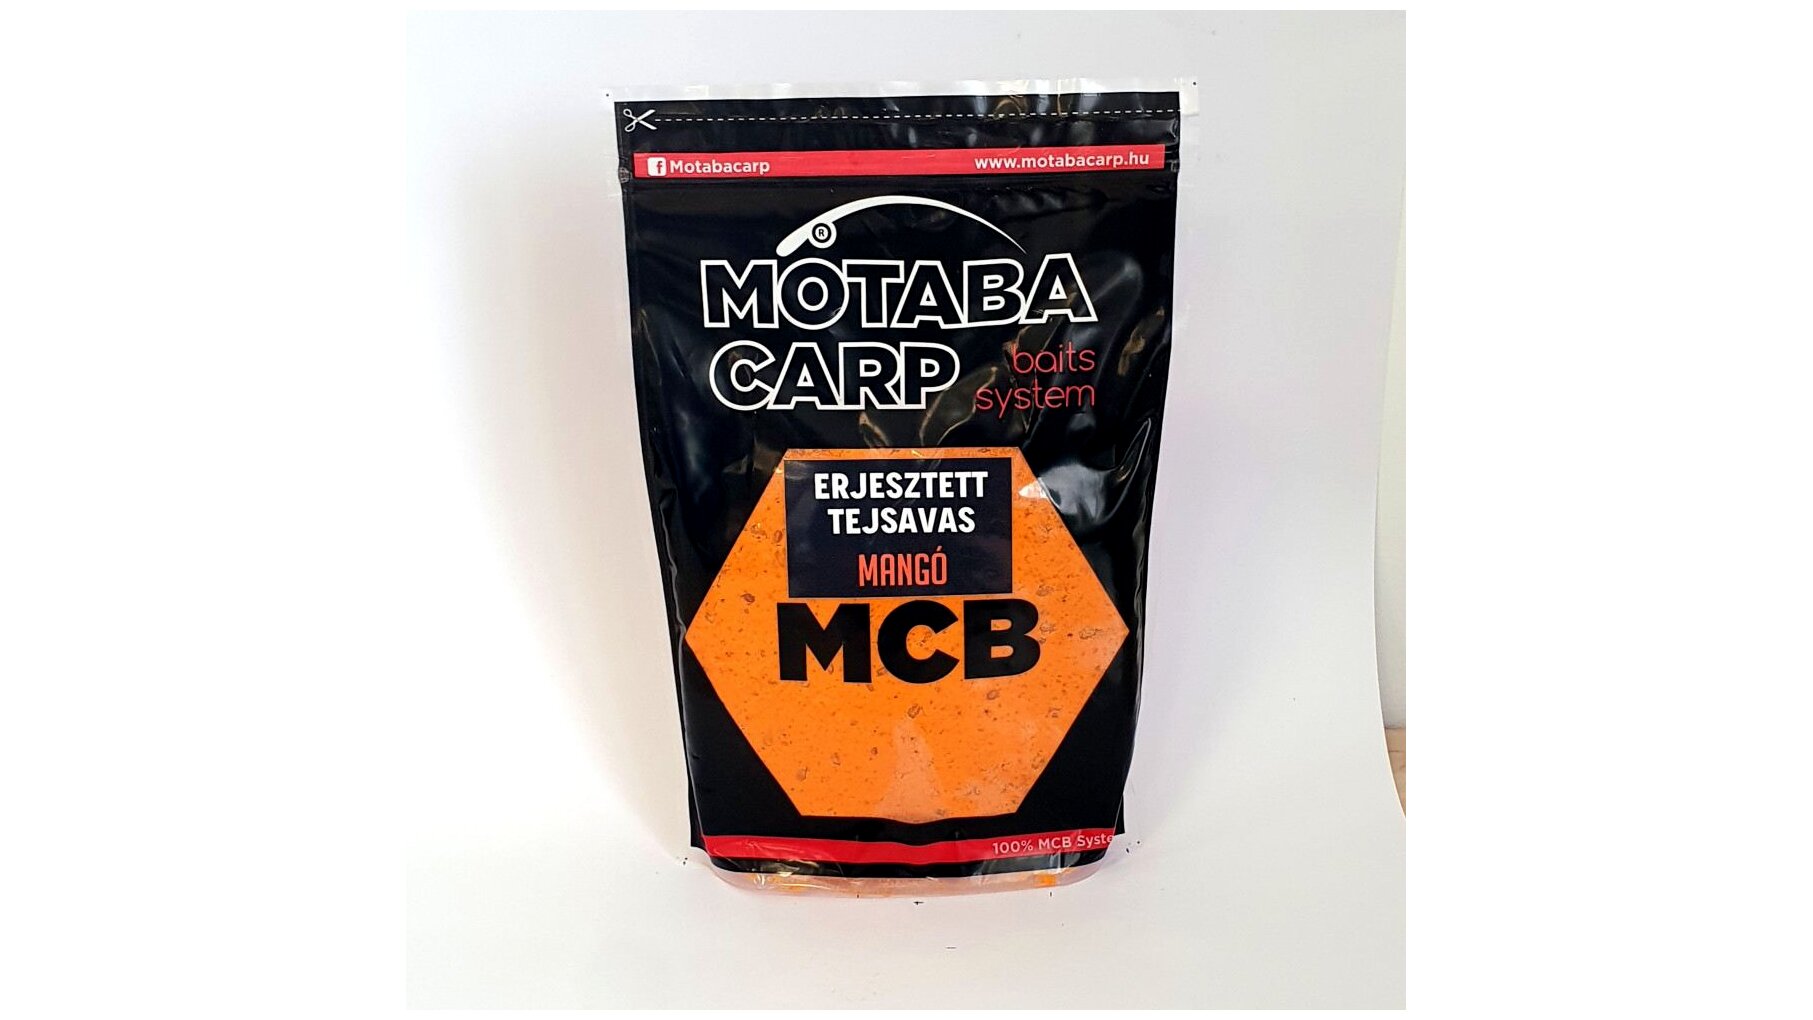 Motabacarp www.motabacarp.hu
MOTABA
CARP baits
system
ERJESZTETT
TEJSAVAS
MANGÓ
MCB
100% MCB Syste